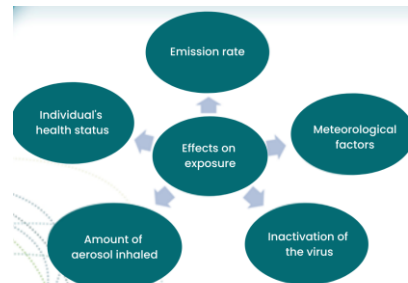 Emission rate
Individual's
health status
Effects on
exposure
Meteorological
factors
Amount of
aerosol inhaled
Inactivation of
the virus